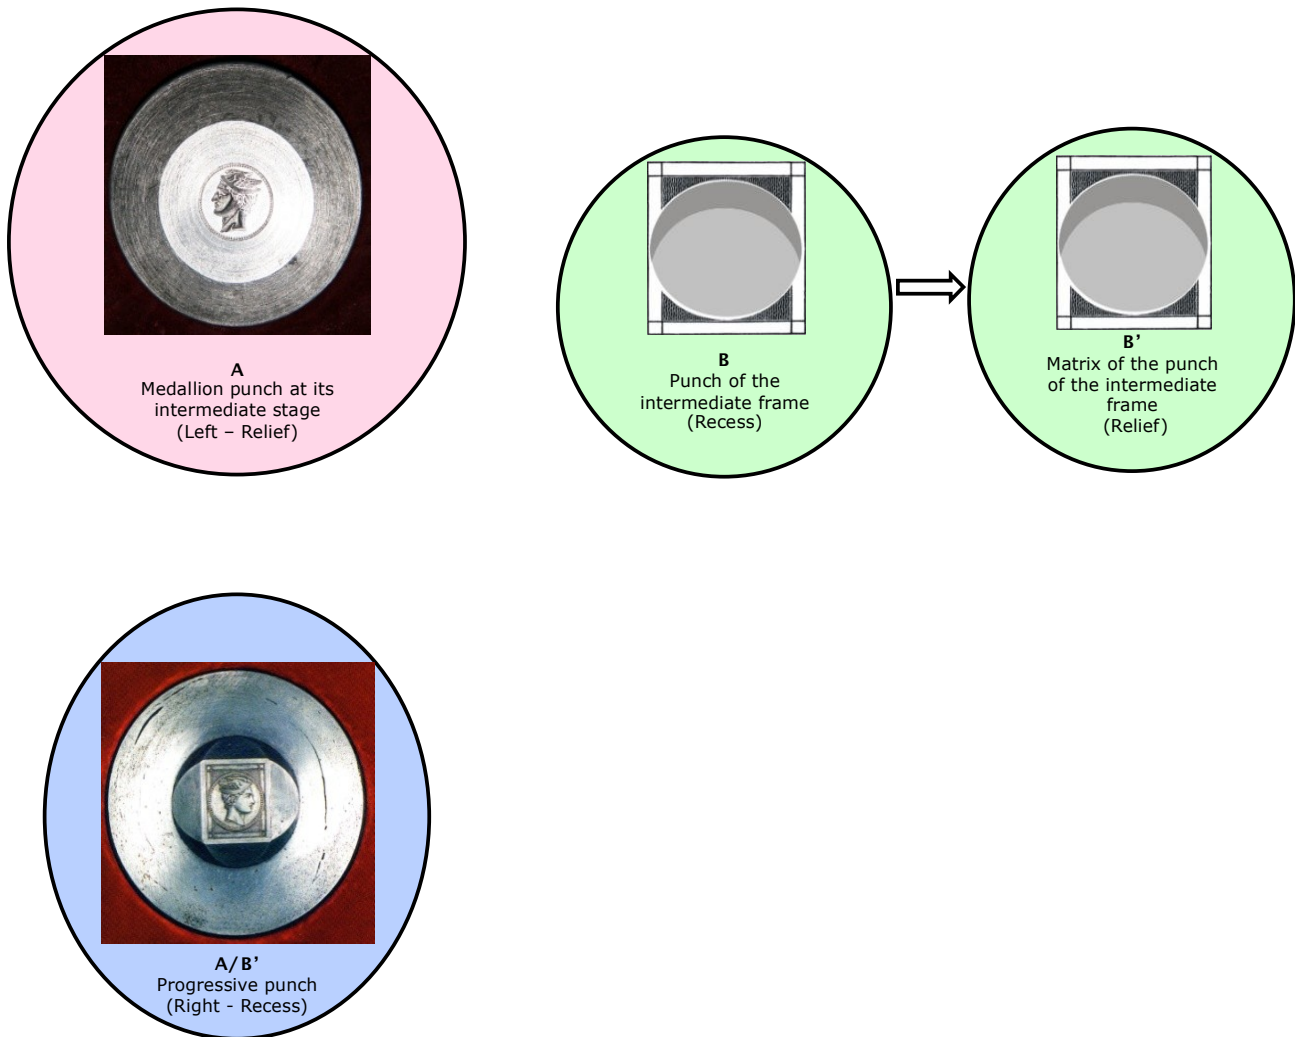 A
Medallion punch at its
intermediate stage
(Left – Relief)
B
Punch of the
intermediate frame
(Recess)
B’
Matrix of the punch
of the intermediate
frame
(Relief)
A/B’
Progressive punch
(Right - Recess)